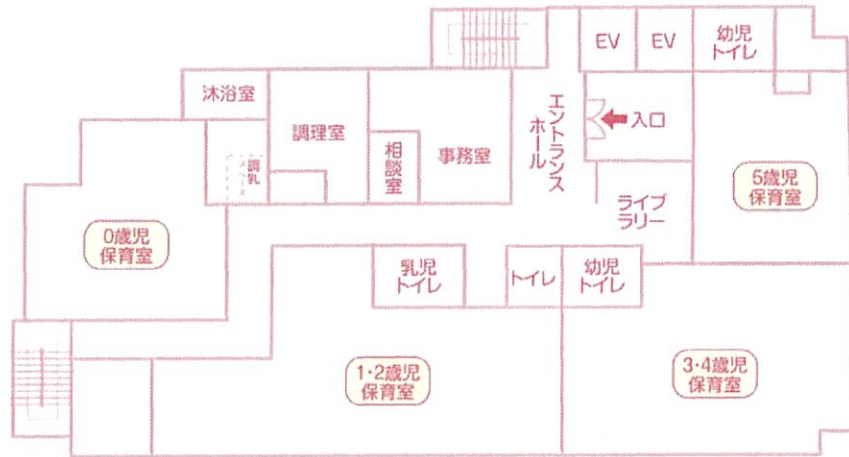 EV
EV
幼児
トイレ
沐浴室
調理室
相談室
事務室
エントランス
ホール
入口
5歳児
保育室
調乳
スペース
ライブ
ラリー
0歳児
保育室
乳児
トイレ
トイレ
幼児
トイレ
1・2歳児
保育室
3・4歳児
保育室